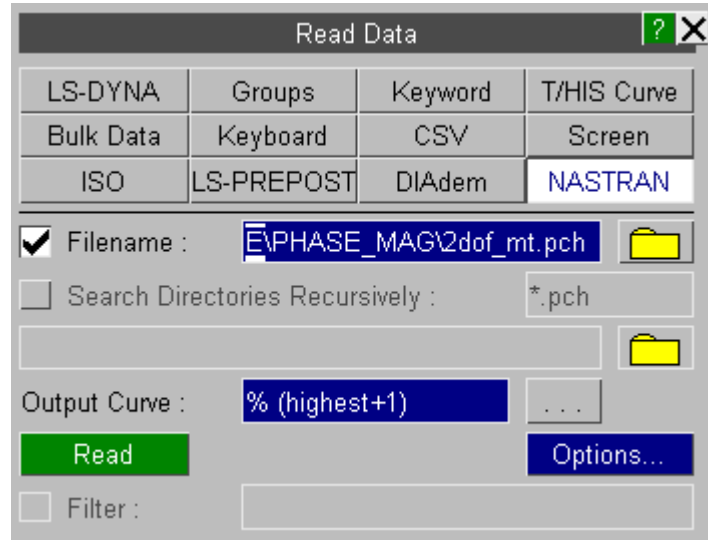 Read Data ?
LS-DYNA Groups Keyword T/HIS Curve
Bulk Data Keyboard CSV Screen
ISO LS-PREPOST DIAdem NASTRAN
Filename : E\PHASE_MAG\2dof_mt.pch
Search Directories Recursively : *.pch
Output Curve : % (highest+1) ...
Read Options...
Filter :